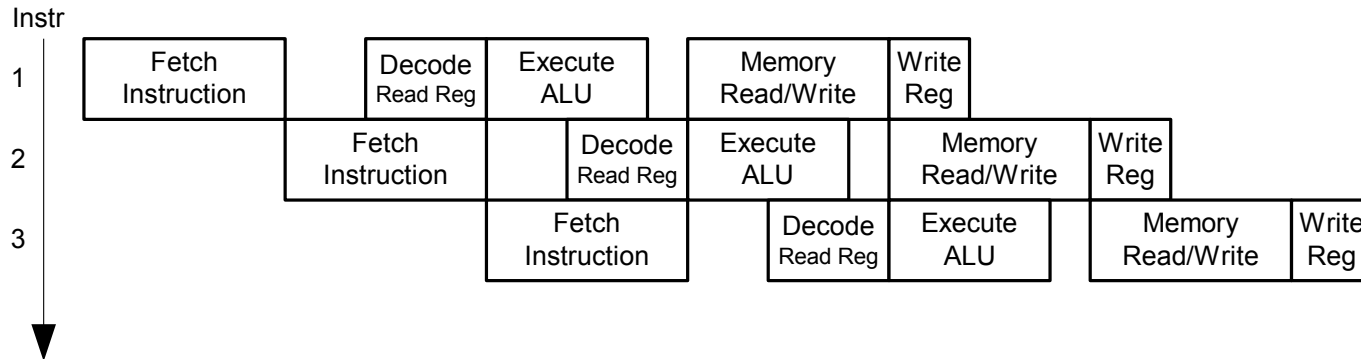 Instr
1
Fetch
Instruction
Decode
Read Reg
Execute
ALU
Memory
Read/Write
Write
Reg
2
Fetch
Instruction
Decode
Read Reg
Execute
ALU
Memory
Read/Write
Write
Reg
3
Fetch
Instruction
Decode
Read Reg
Execute
ALU
Memory
Read/Write
Write
Reg